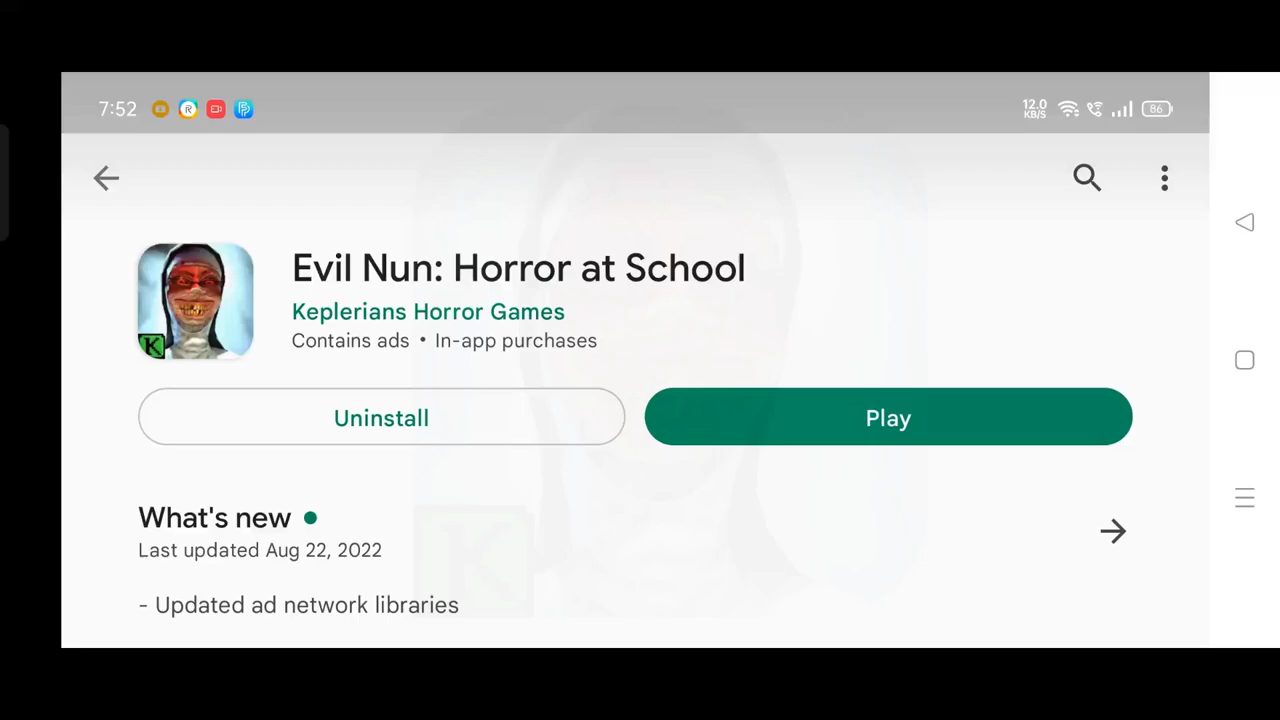 7:52
12.0
KB/S
86
Evil Nun: Horror at School
Keplerians Horror Games
Contains ads • In-app purchases
K
Uninstall
Play
What's new
Last updated Aug 22, 2022
- Updated ad network libraries